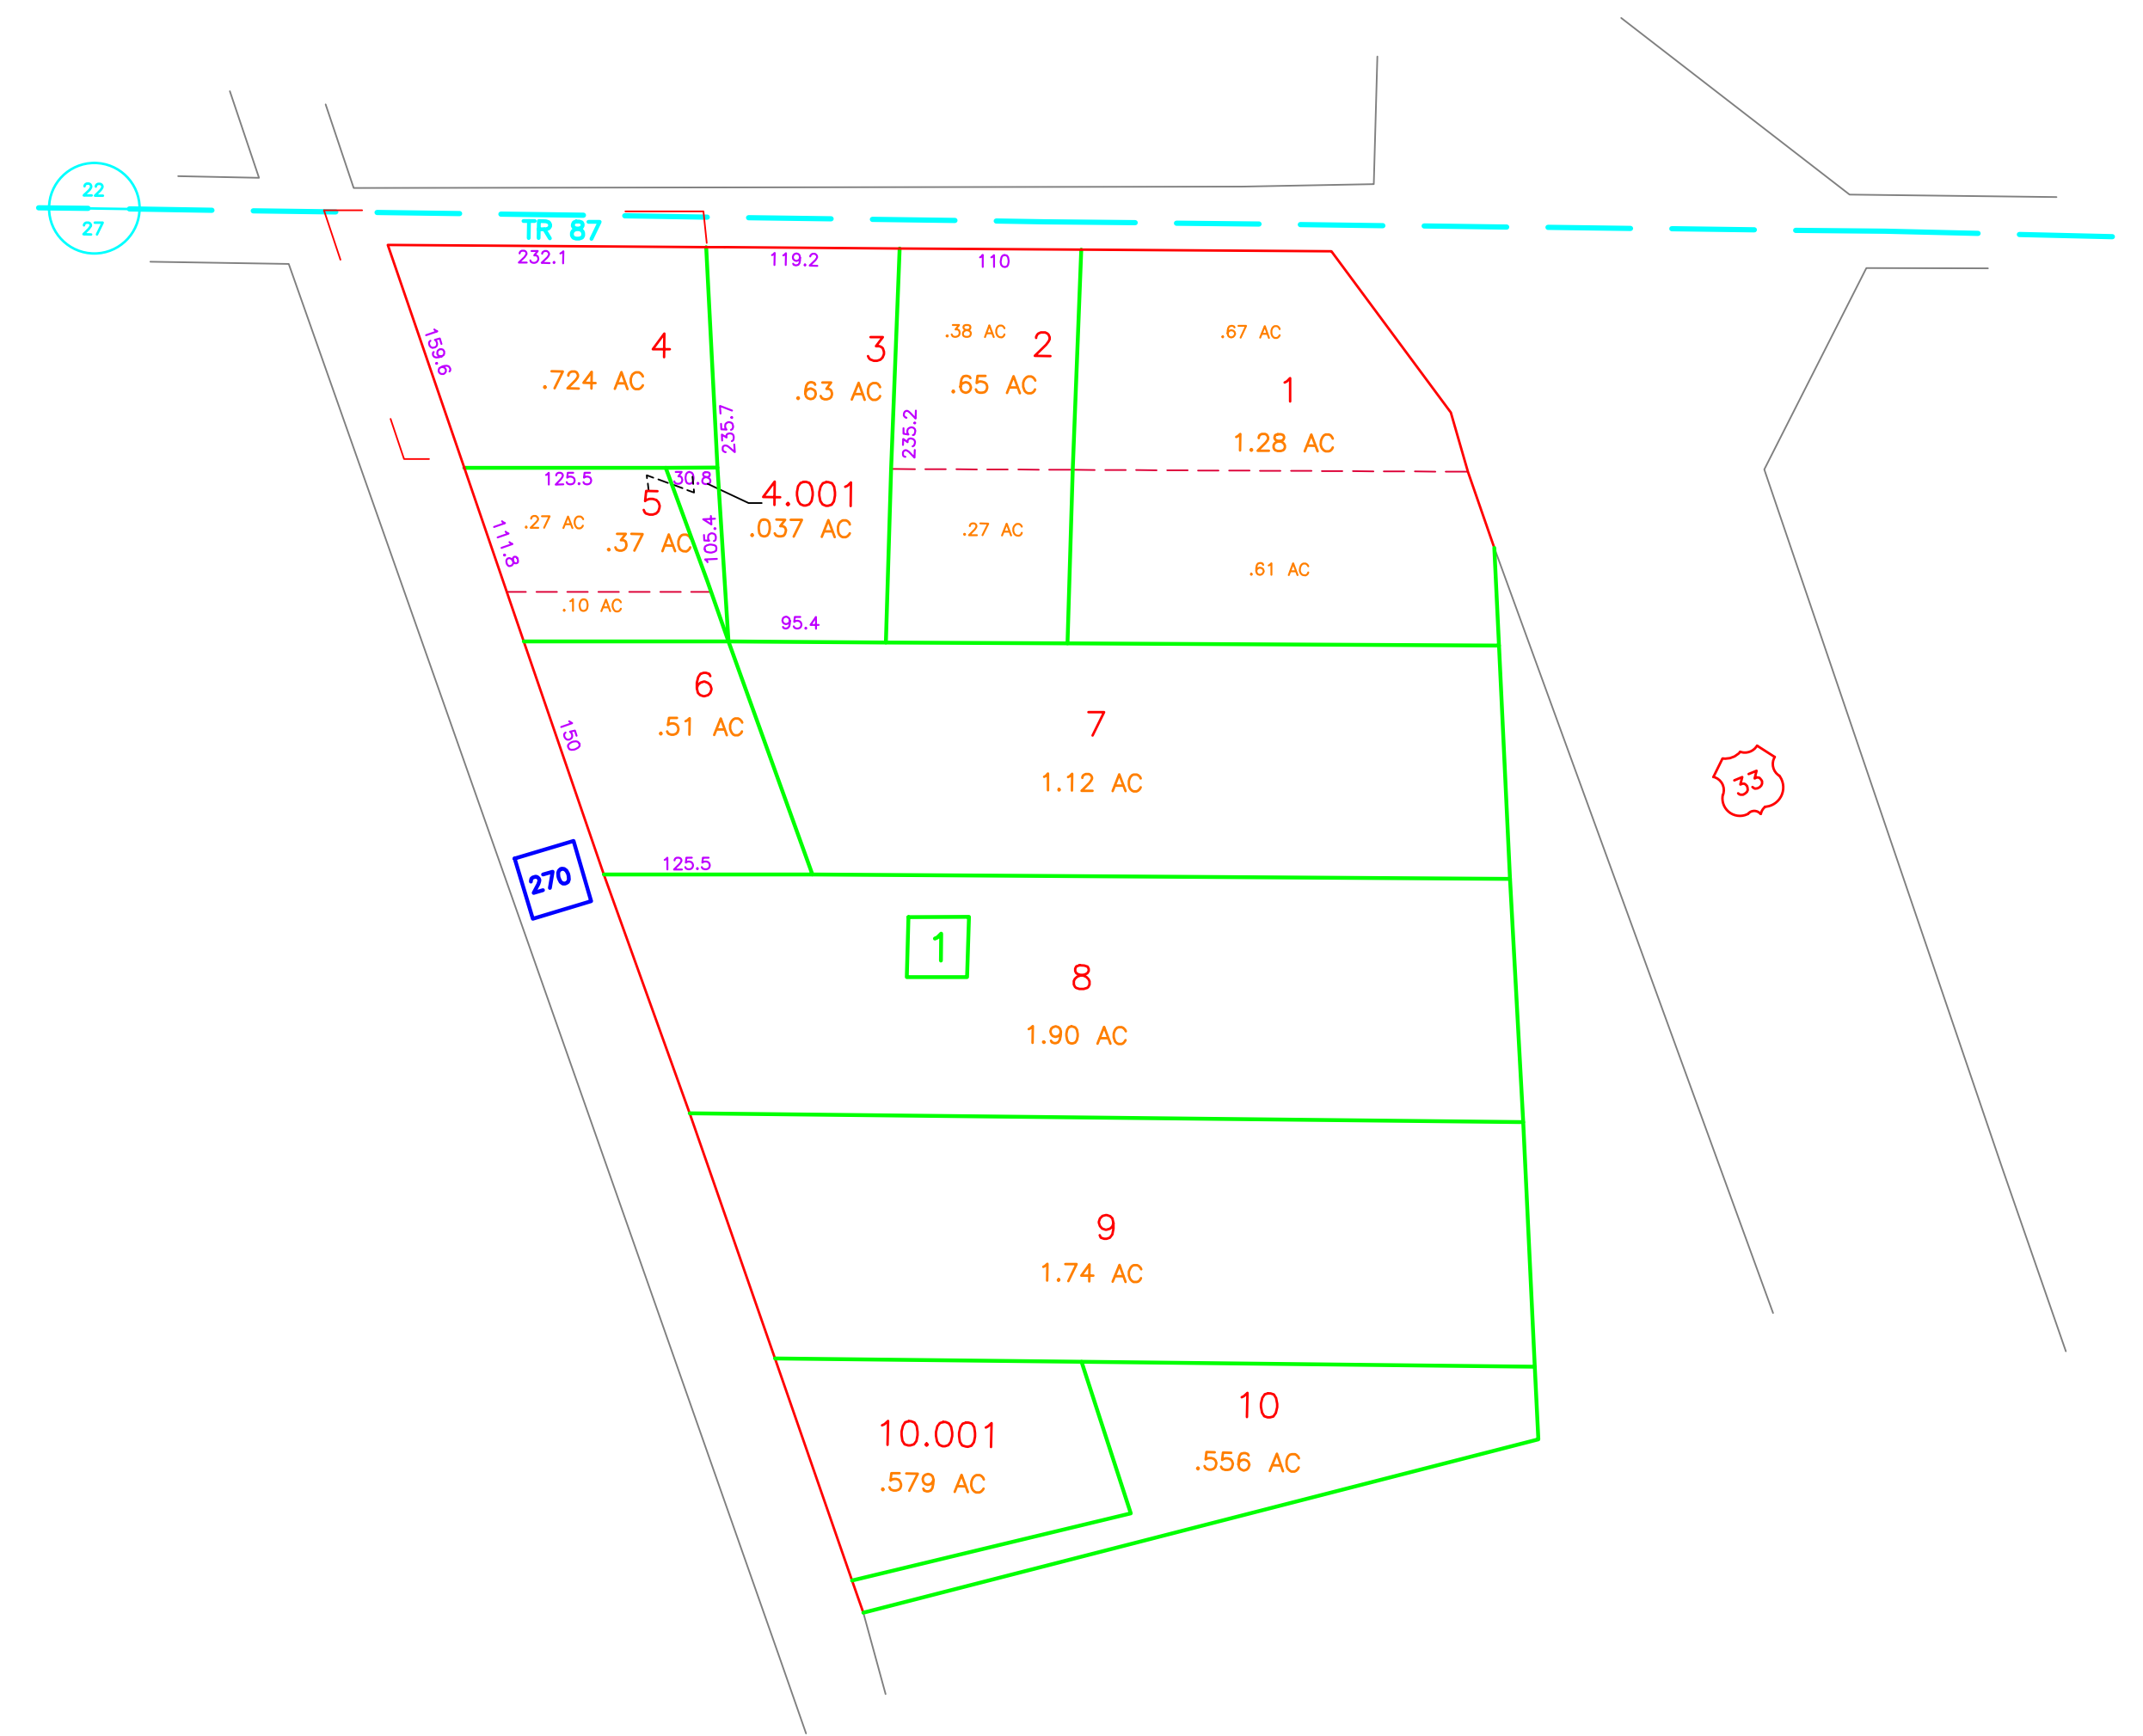 22
27
TR 87
232.1
119.2
110
159.6
4
.724 AC
3
.63 AC
.38 AC
2
.65 AC
.67 AC
1
1.28 AC
235.7
235.2
125.5
30.8
5
4.001
.037 AC
.27 AC
.37 AC
111.8
105.4
.27 AC
.61 AC
.10 AC
95.4
6
.51 AC
150
7
1.12 AC
33
125.5
270
1
8
1.90 AC
9
1.74 AC
10
.556 AC
10.001
.579 AC